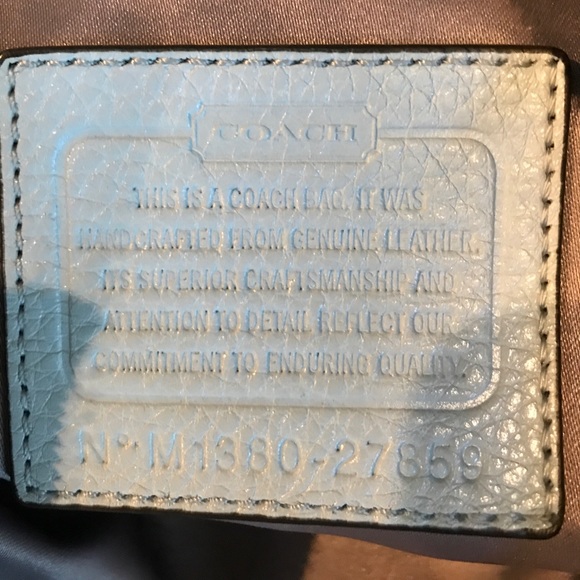 COACH
THIS IS A COACH BAG. IT WAS
HANDCRAFTED FROM GENUINE LEATHER.
ITS SUPERIOR CRAFTSMANSHIP AND
ATTENTION TO DETAIL REFLECT OUR
COMMITMENT TO ENDURING QUALITY.
Nº M1380-27859